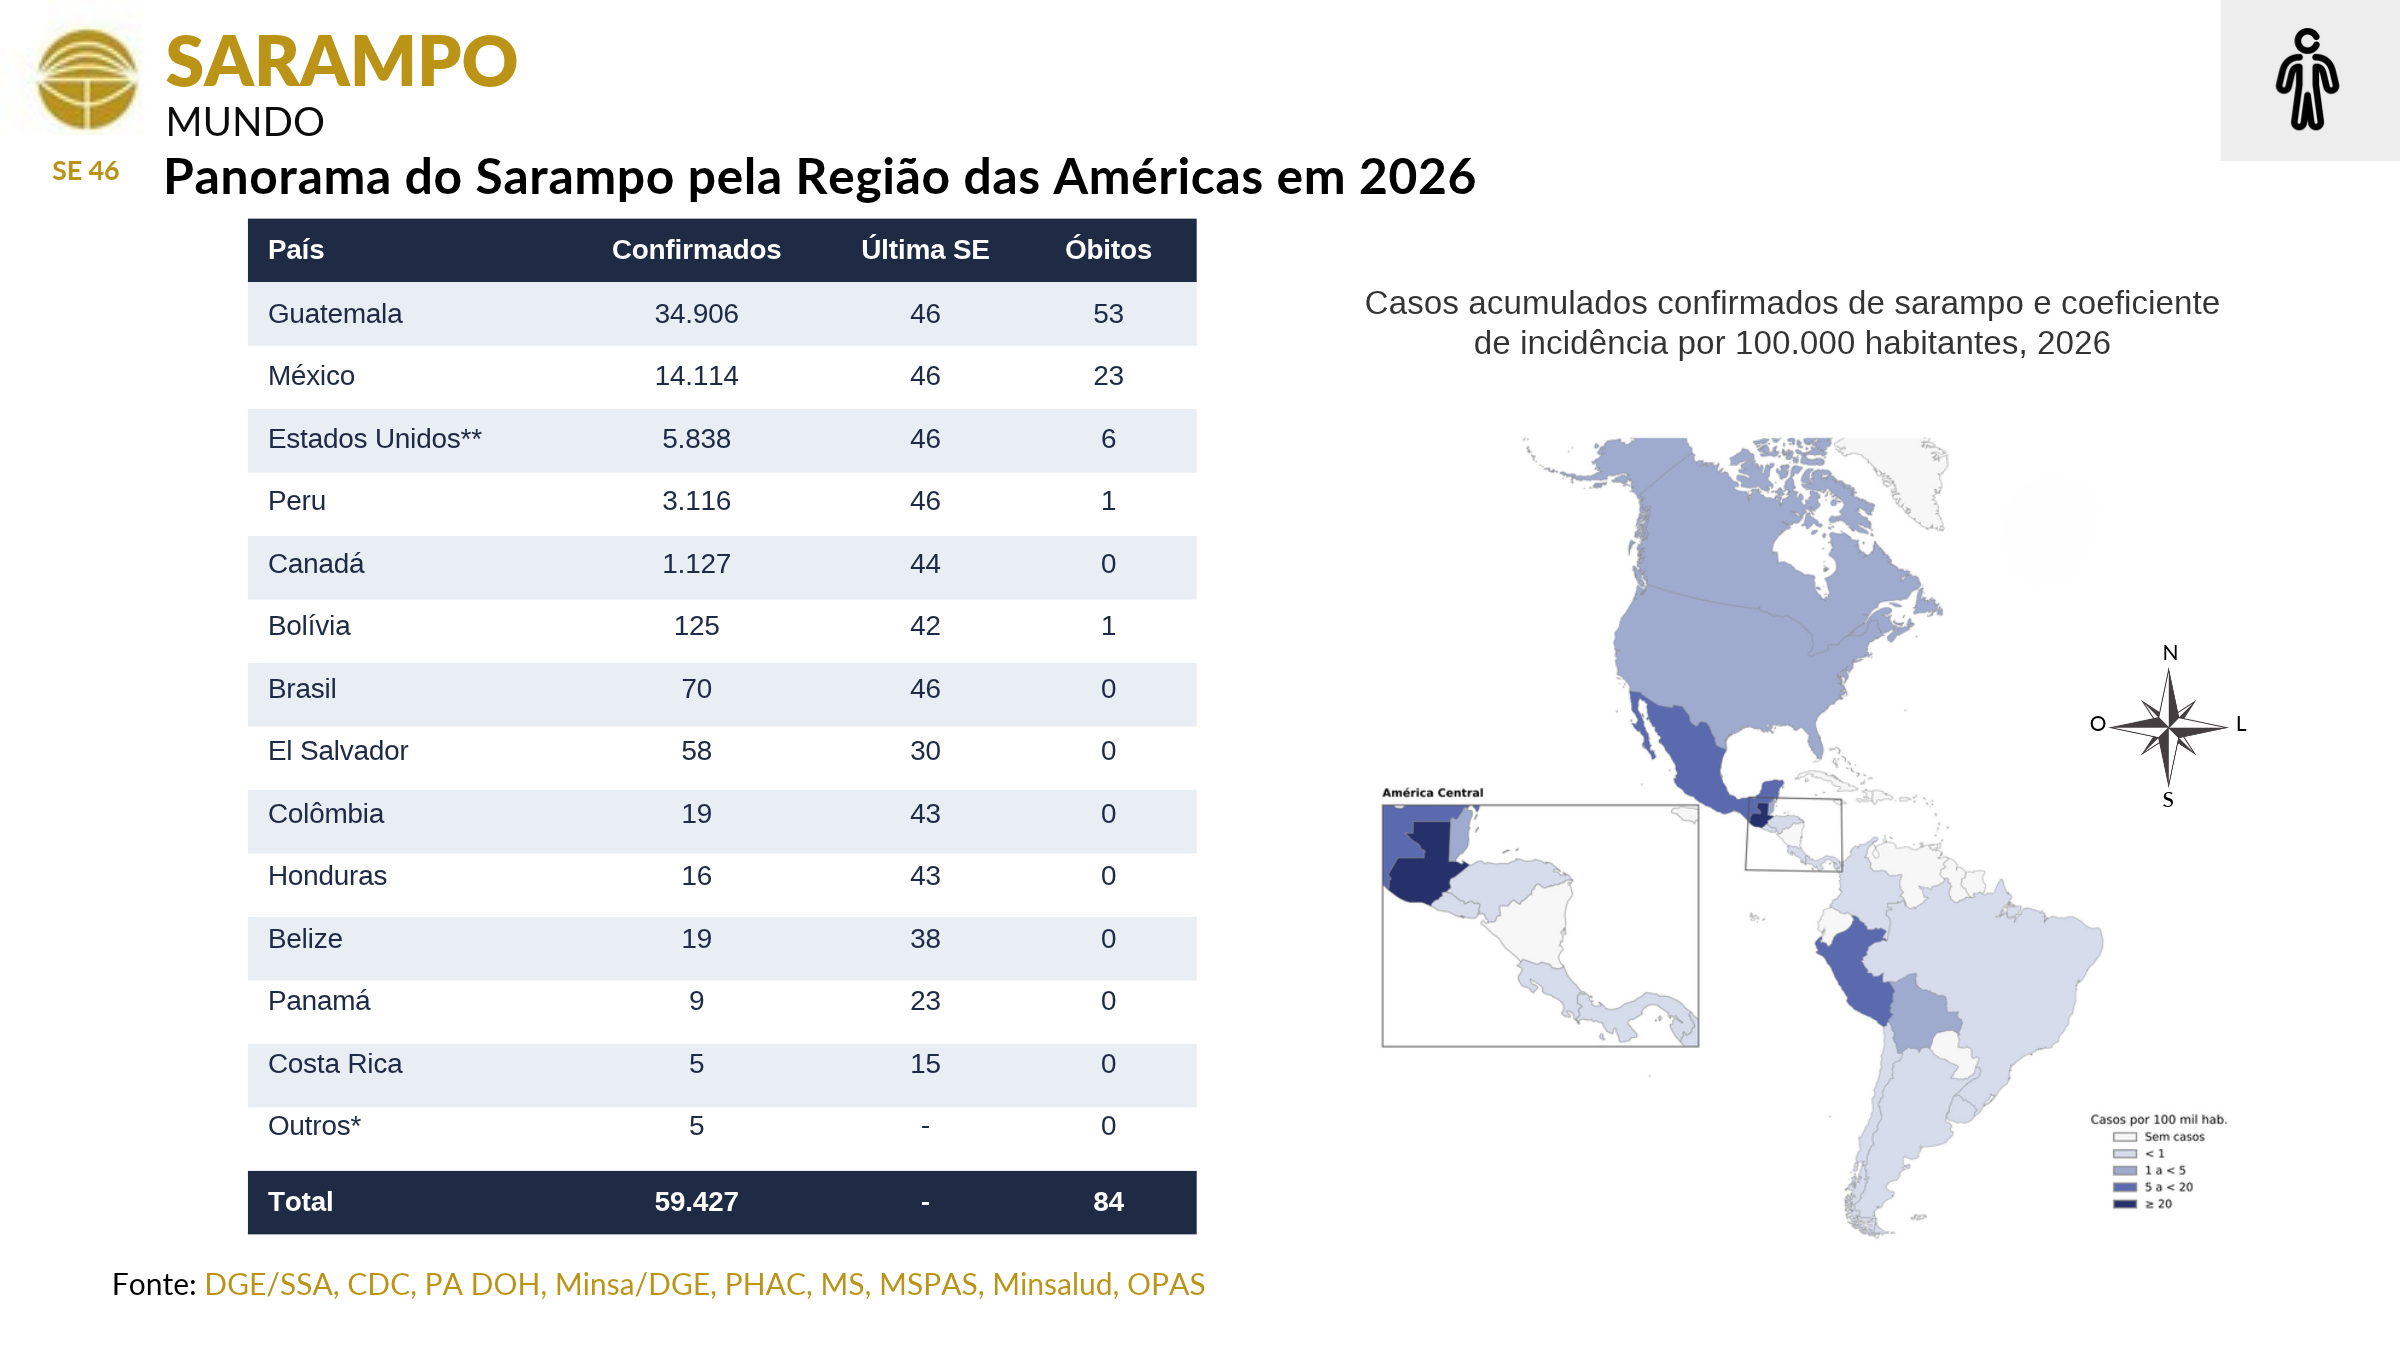 SARAMPO
MUNDO
SE 46
Panorama do Sarampo pela Região das Américas em 2026
País Confirmados Última SE Óbitos
Guatemala 34.906 46 53
México 14.114 46 23
Estados Unidos** 5.838 46 6
Peru 3.116 46 1
Canadá 1.127 44 0
Bolívia 125 42 1
Brasil 70 46 0
El Salvador 58 30 0
Colômbia 19 43 0
Honduras 16 43 0
Belize 19 38 0
Panamá 9 23 0
Costa Rica 5 15 0
Outros* 5 - 0
Total 59.427 - 84
Fonte: DGE/SSA, CDC, PA DOH, Minsa/DGE, PHAC, MS, MSPAS, Minsalud, OPAS
Casos acumulados confirmados de sarampo e coeficiente
de incidência por 100.000 habitantes, 2026
N
O L
S
América Central
Casos por 100 mil hab.
Sem casos
< 1
1 a < 5
5 a < 20
≥ 20